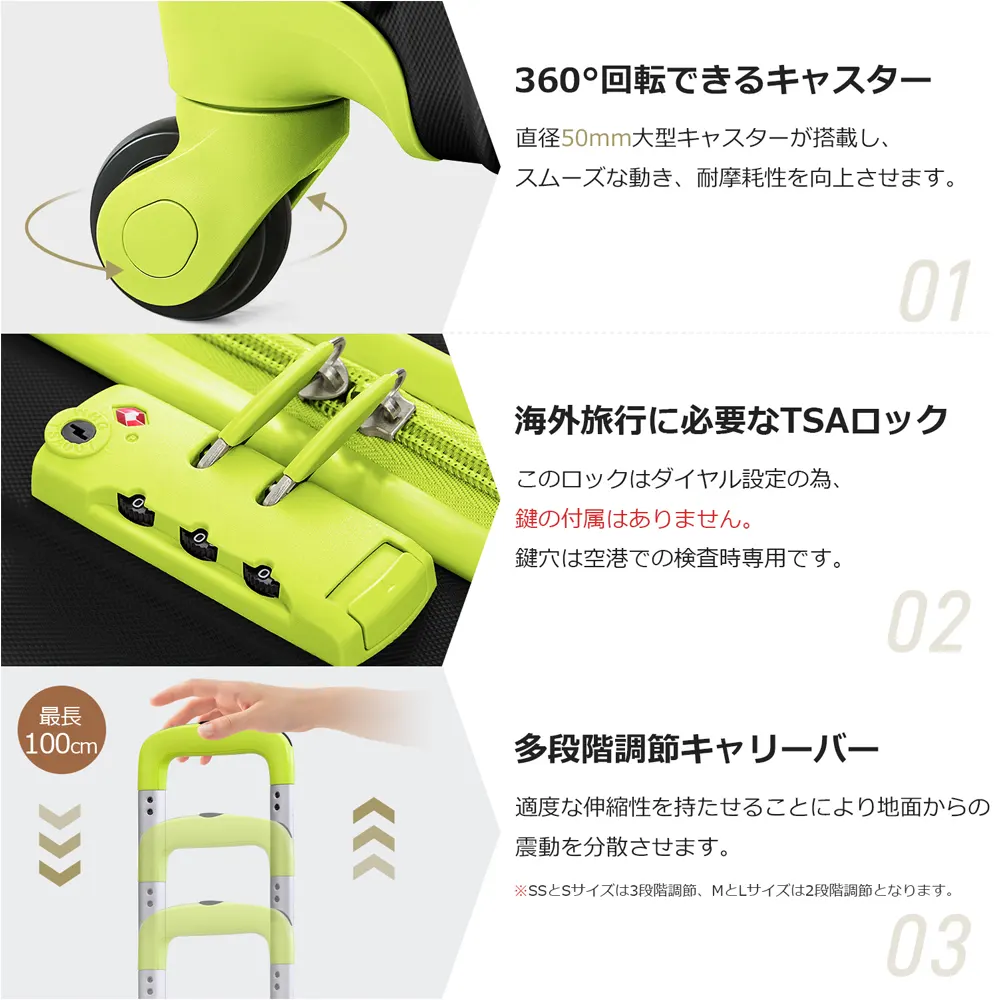 360°回転できるキャスター
直径50mm大型キャスターが搭載し、
スムーズな動き、耐摩耗性を向上させます。
01
海外旅行に必要なTSAロック
このロックはダイヤル設定の為、
鍵の付属はありません。
鍵穴は空港での検査時専用です。
0
0
0
02
最長
100cm
多段階調節キャリーバー
適度な伸縮性を持たせることにより地面からの
震動を分散させます。
※SSとSサイズは3段階調節、MとLサイズは2段階調節となります。
03